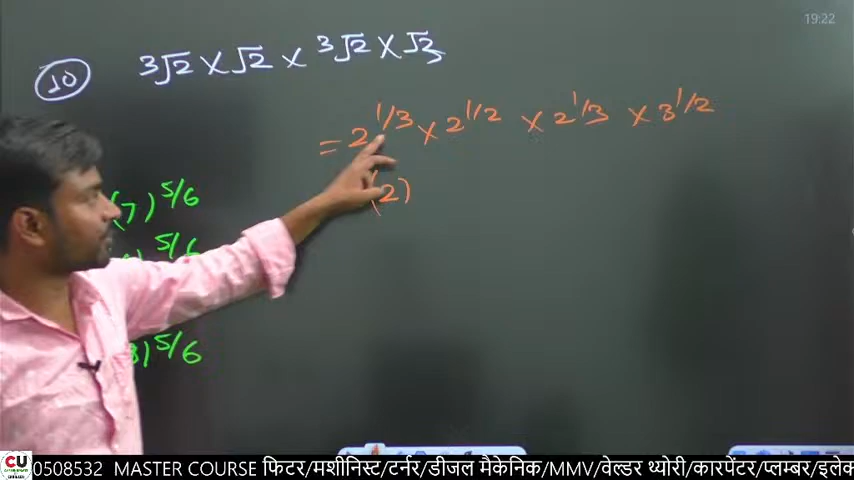 19:22
10 ³√2 × √2 × ³√2 × √3
= 2^1/3 × 2^1/2 × 2^1/3 × 3^1/2
(2)
(7)^5/6
^5/6
3)^5/6
CU
0508532 MASTER COURSE फिटर/मशीनिस्ट/टर्नर/डीजल मैकेनिक/MMV/वेल्डर थ्योरी/कारपेंटर/प्लम्बर/इलेक